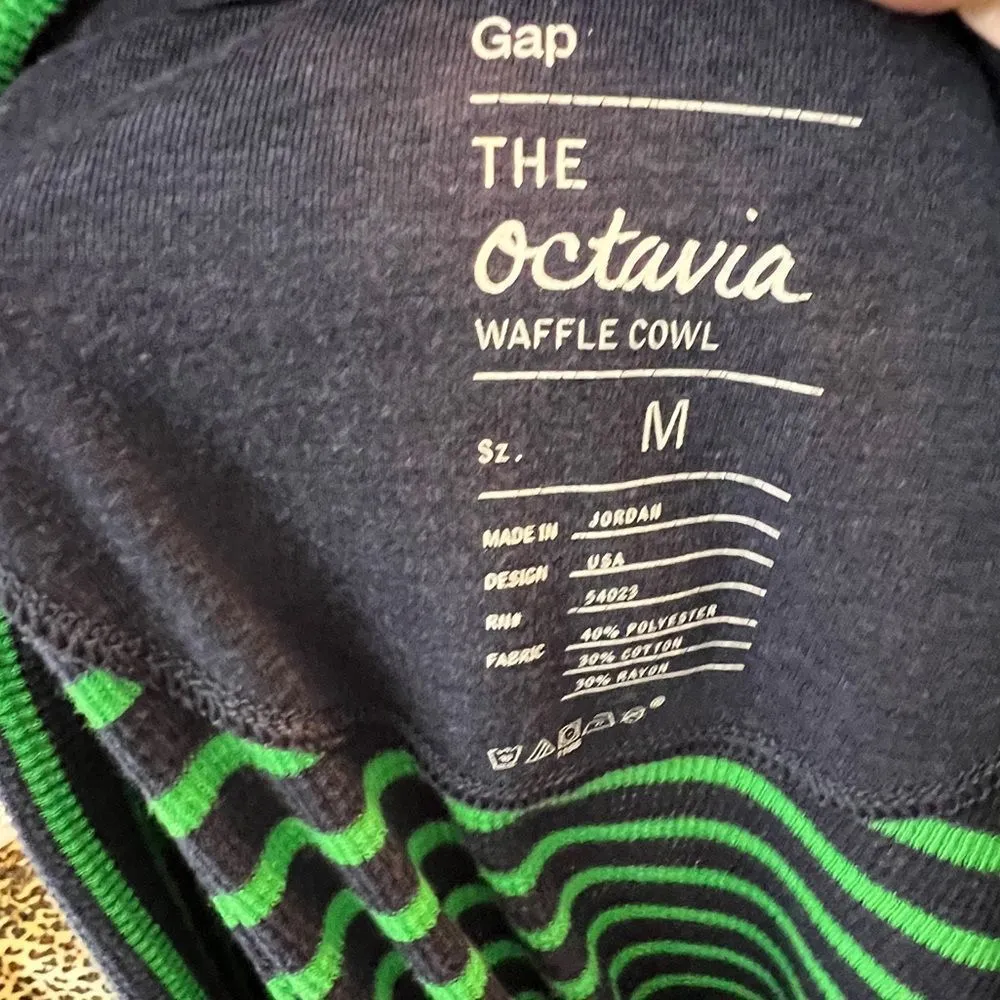 Gap
THE
Octavia
WAFFLE COWL
Sz. M
MADE IN JORDAN
DESIGN USA
RN# 54023
FABRIC 40% POLYESTER
30% COTTON
30% RAYON